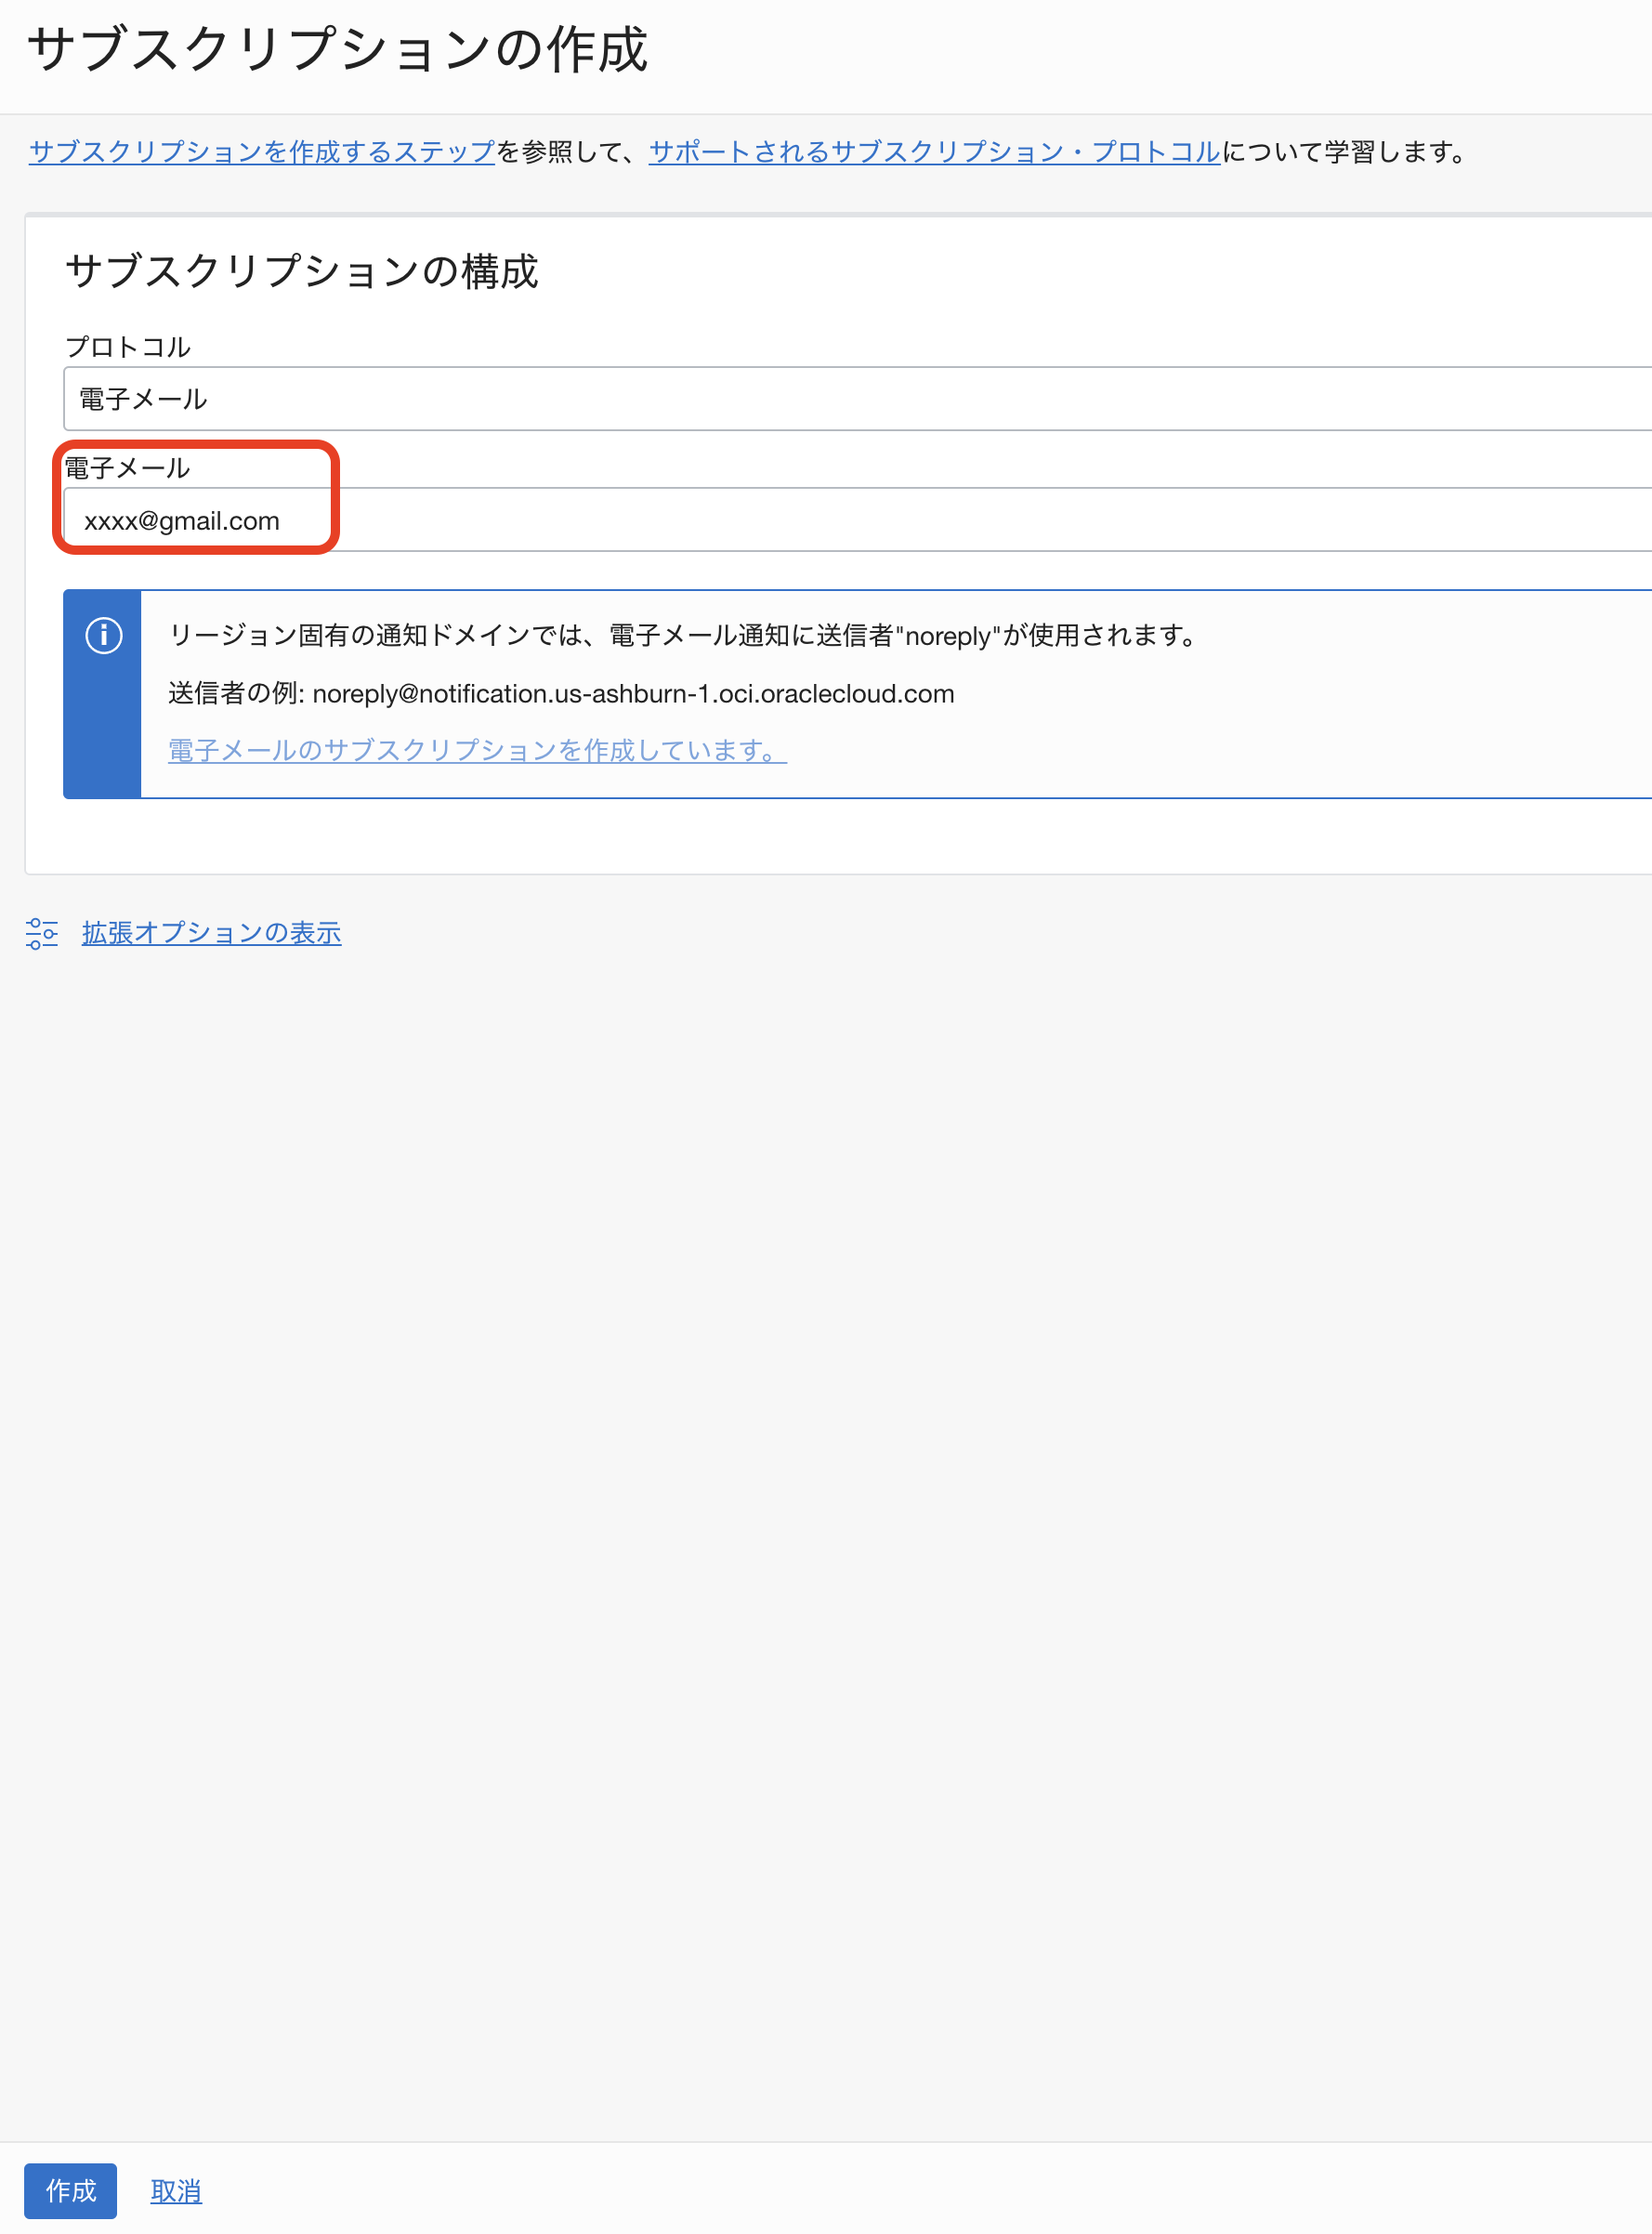 サブスクリプションの作成
サブスクリプションを作成するステップを参照して、サポートされるサブスクリプション・プロトコルについて学習します。
サブスクリプションの構成
プロトコル
電子メール
電子メール
xxxx@gmail.com
リージョン固有の通知ドメインでは、電子メール通知に送信者"noreply"が使用されます。
送信者の例: noreply@notification.us-ashburn-1.oci.oraclecloud.com
電子メールのサブスクリプションを作成しています。
拡張オプションの表示
作成 取消